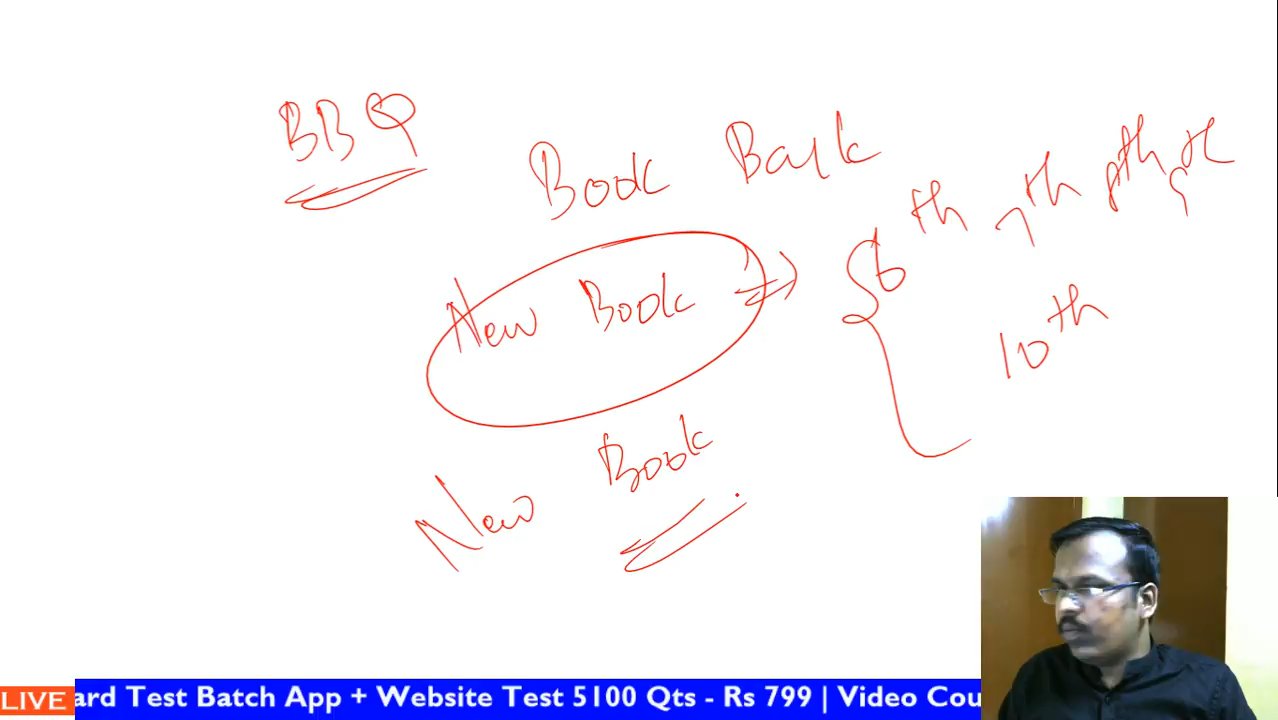 BBQ
Book Back
New Book ⇒ { 6th 7th 8th 9th
10th
New Book
LIVE ard Test Batch App + Website Test 5100 Qts - Rs 799 | Video Cou